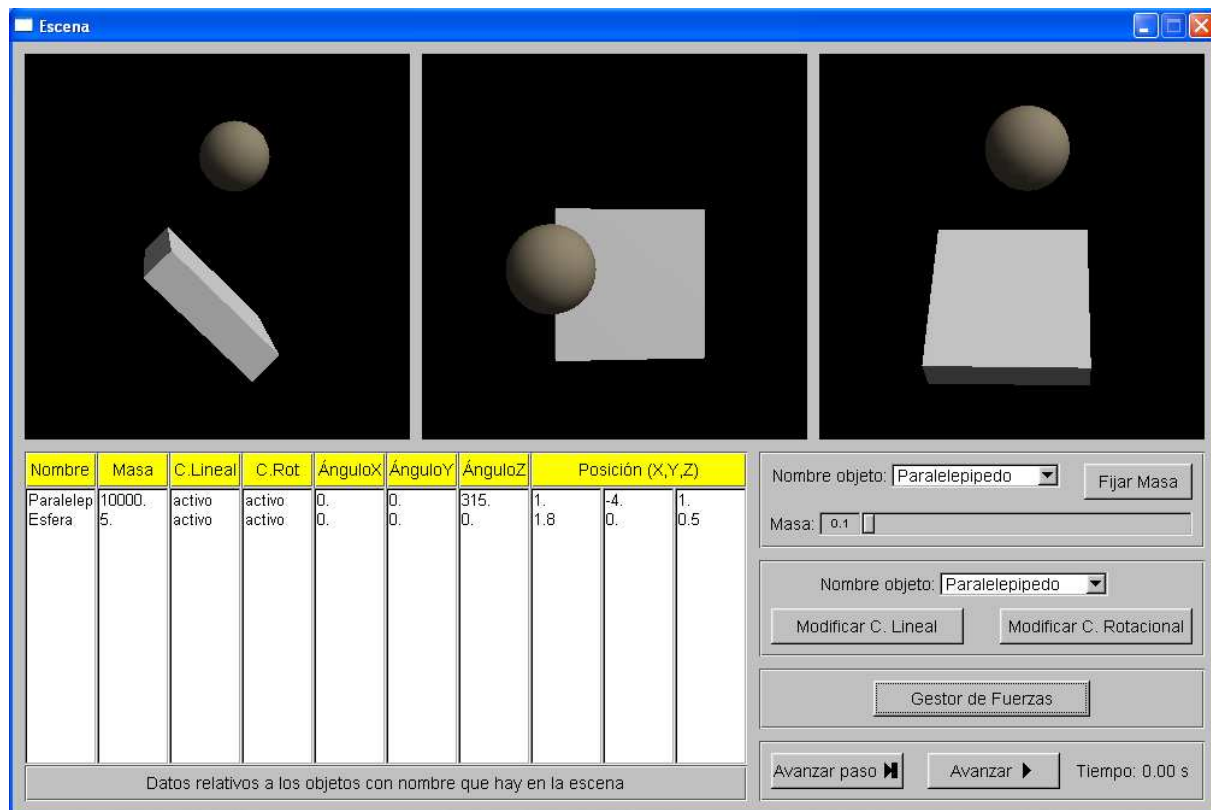 Escena
Nombre Masa C.Lineal C.Rot ÁnguloX ÁnguloY ÁnguloZ Posición (X,Y,Z)
Paralelep 10000. activo activo 0. 0. 315. 1. -4. 1.
Esfera 5. activo activo 0. 0. 0. 1.8 0. 0.5
Datos relativos a los objetos con nombre que hay en la escena
Nombre objeto: Paralelepipedo Fijar Masa
Masa: 0.1
Nombre objeto: Paralelepipedo
Modificar C. Lineal Modificar C. Rotacional
Gestor de Fuerzas
Avanzar paso Avanzar Tiempo: 0.00 s